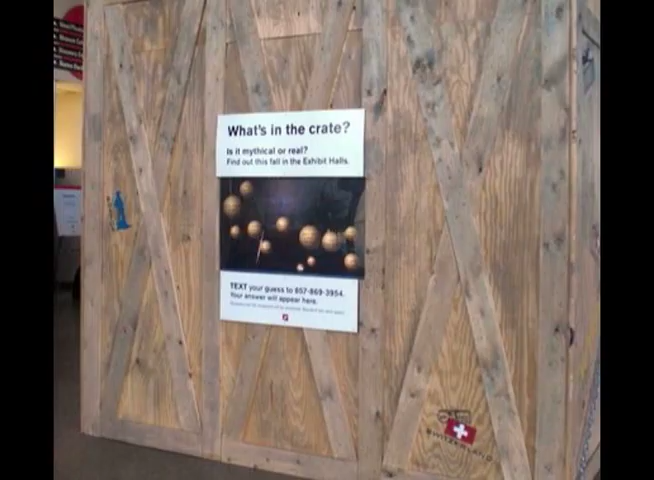 What's in the crate?
Is it mythical or real?
Find out this fall in the Exhibit Halls.
TEXT your guess to 857-869-3954.
Your answer will appear here.
SWITZERLAND